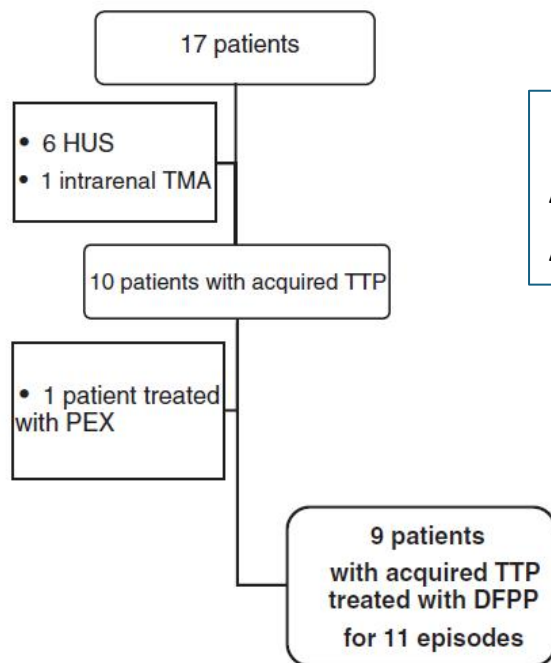 17 patients
• 6 HUS
• 1 intrarenal TMA
10 patients with acquired TTP
• 1 patient treated
with PEX
9 patients
with acquired TTP
treated with DFPP
for 11 episodes